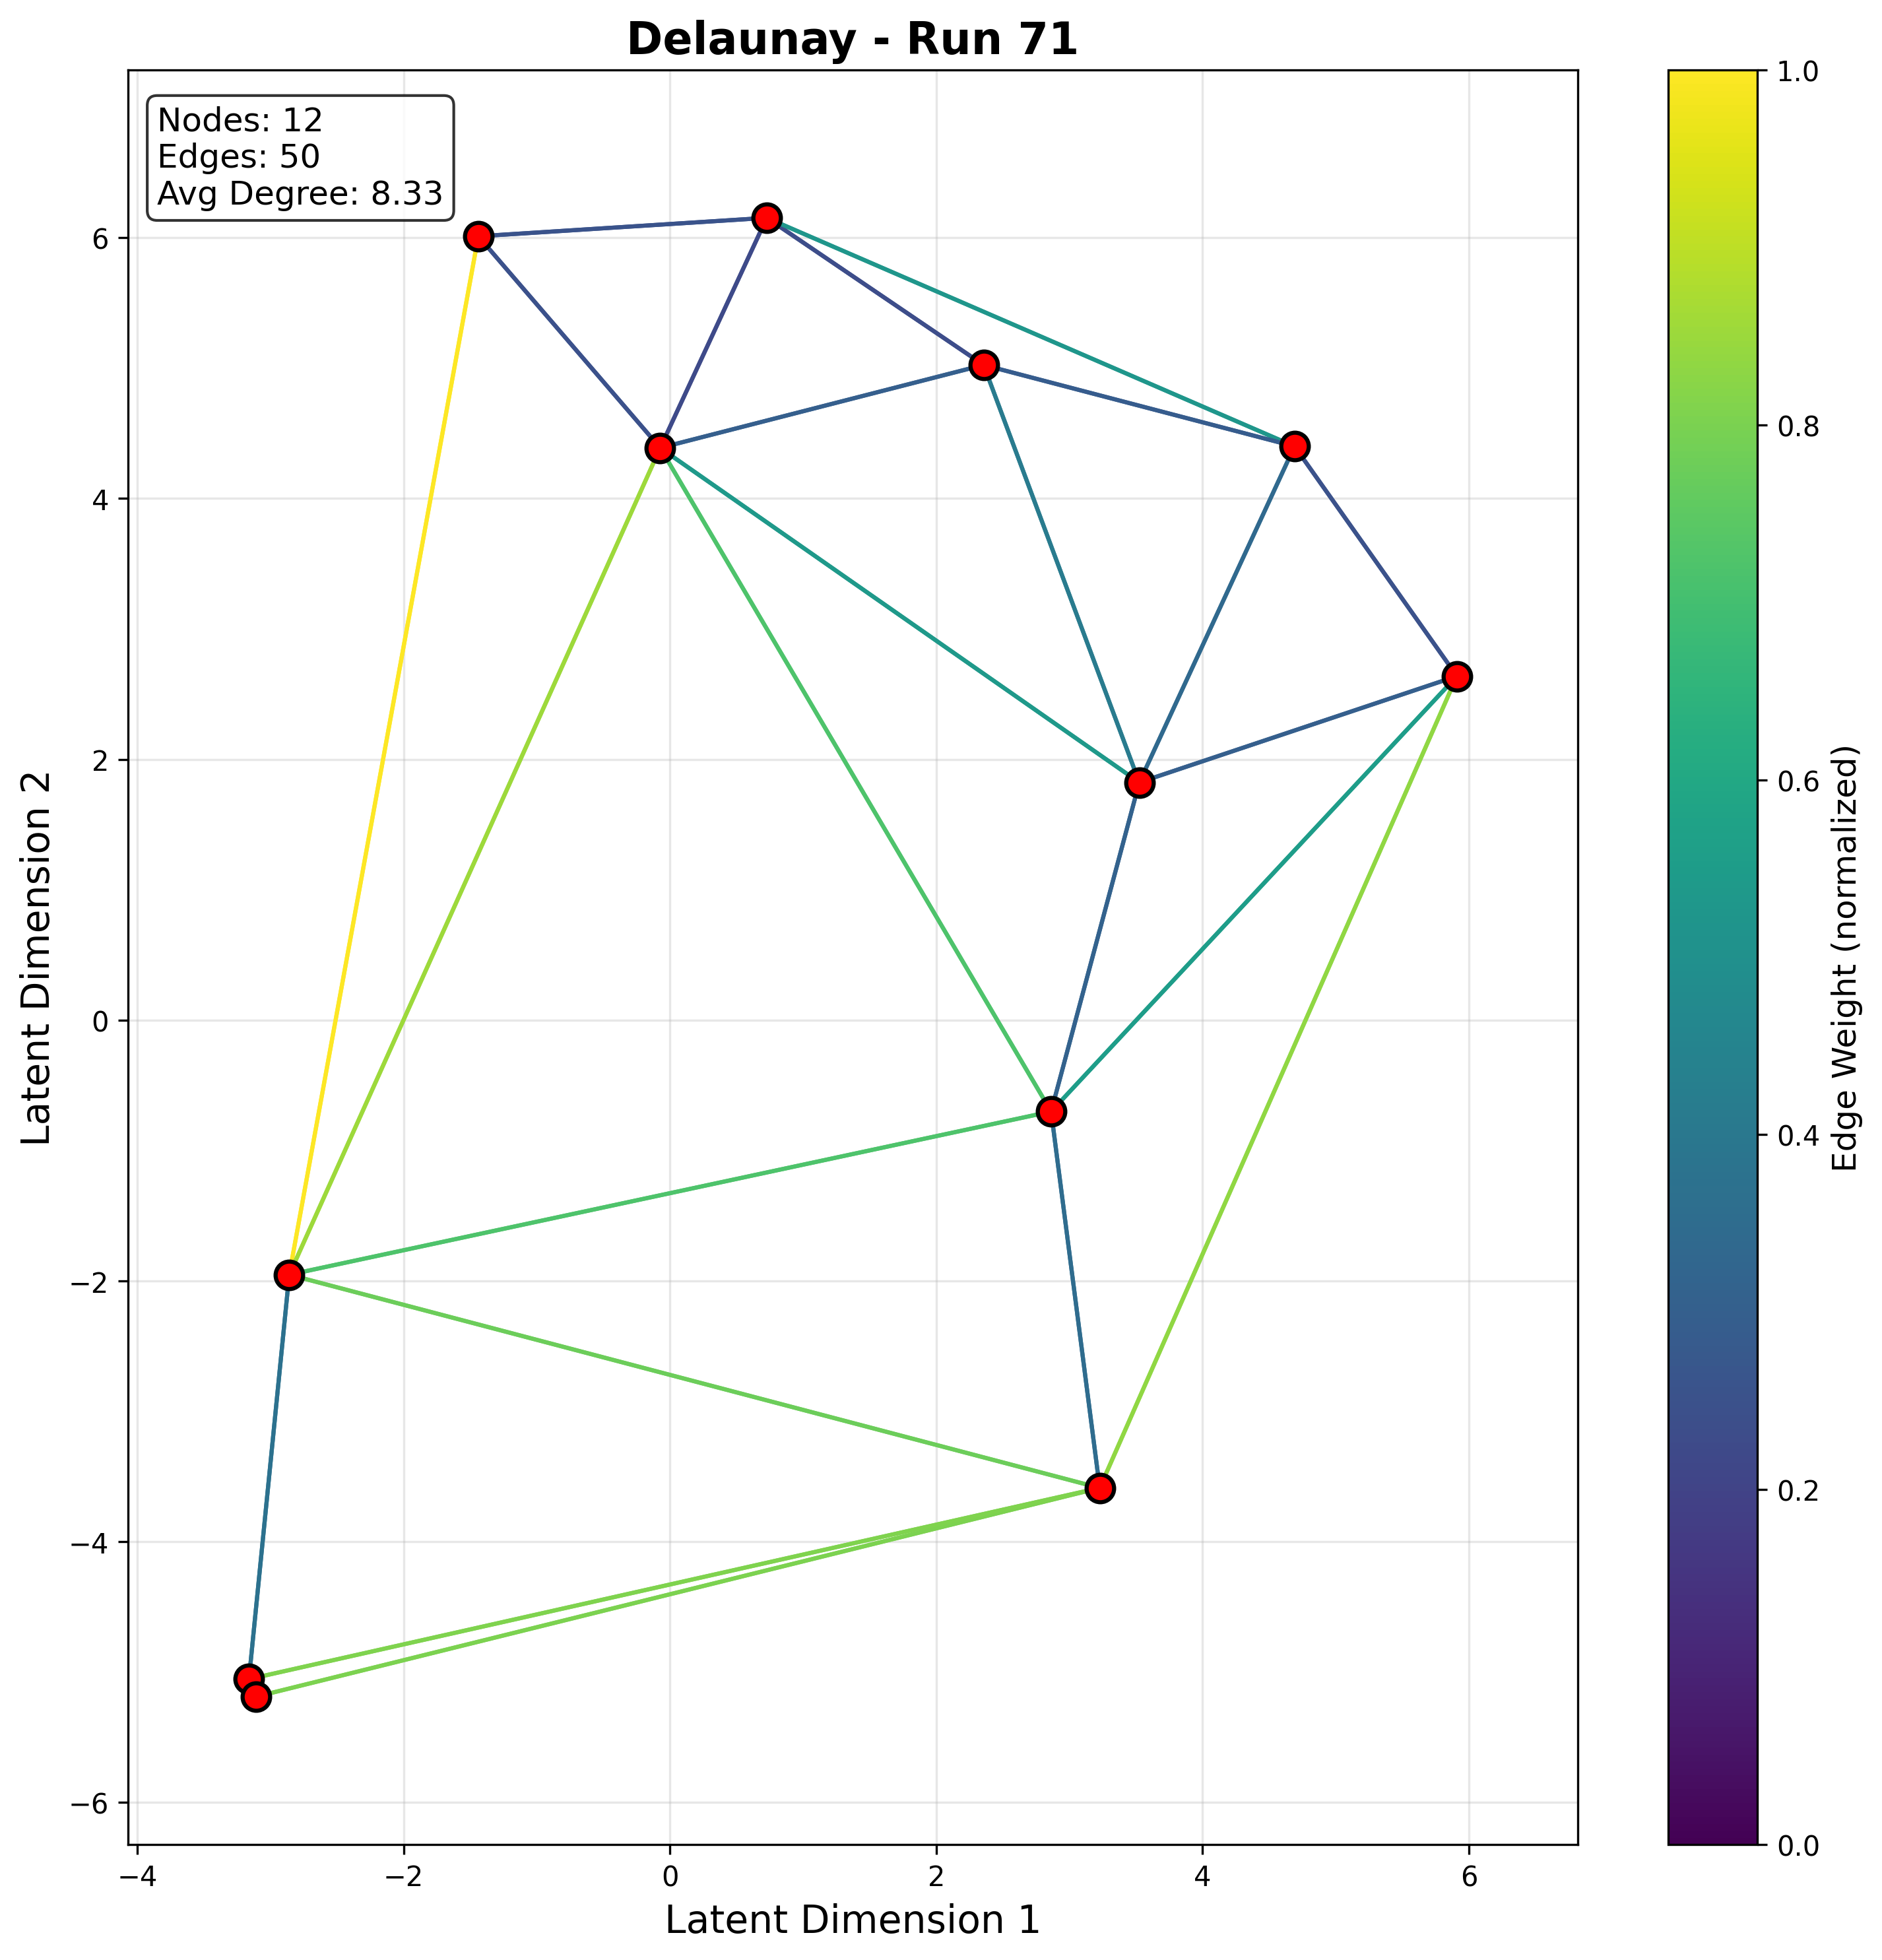 Delaunay - Run 71
Nodes: 12
Edges: 50
Avg Degree: 8.33
6
4
2
0
−2
−4
−6
Latent Dimension 2
−4
−2
0
2
4
6
Latent Dimension 1
1.0
0.8
0.6
0.4
0.2
0.0
Edge Weight (normalized)